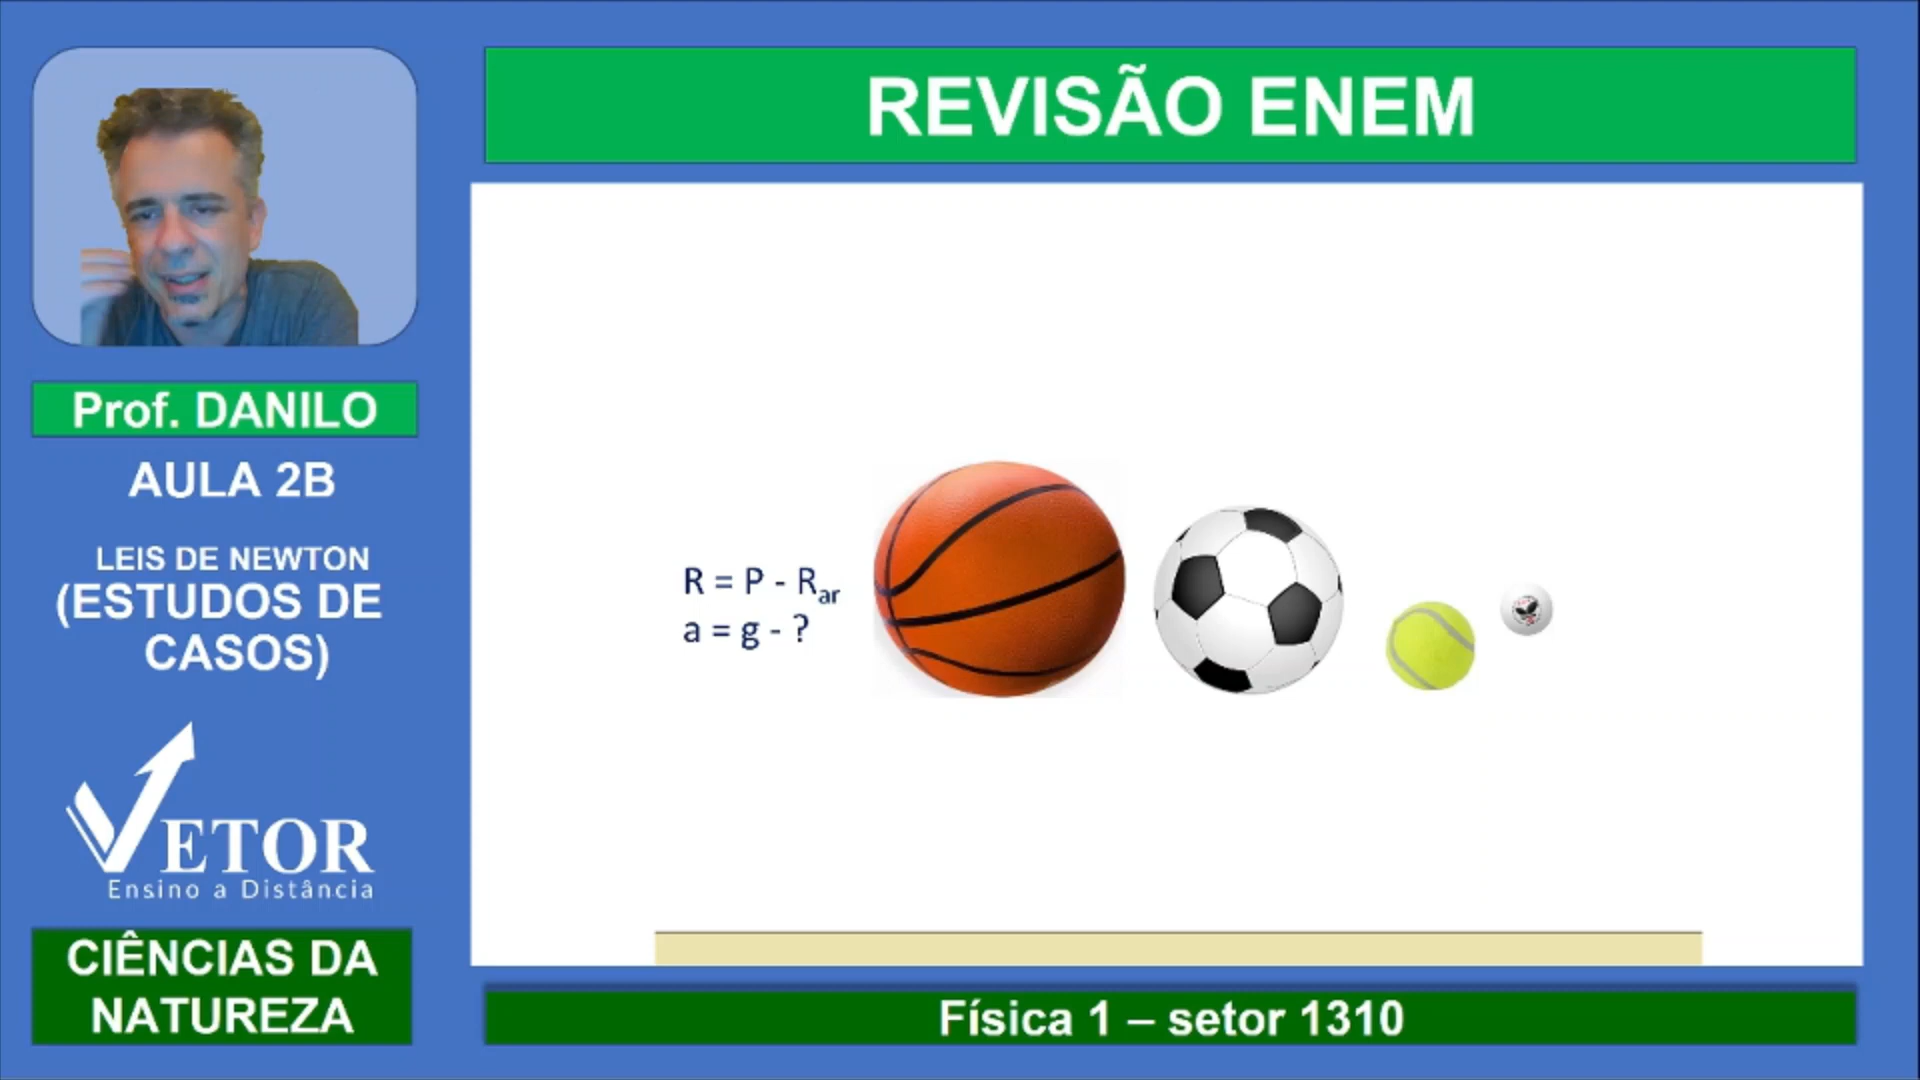 REVISÃO ENEM
Prof. DANILO
AULA 2B
LEIS DE NEWTON
(ESTUDOS DE
CASOS)
VETOR
Ensino a Distância
CIÊNCIAS DA
NATUREZA
R = P - Rar
a = g - ?
Física 1 – setor 1310